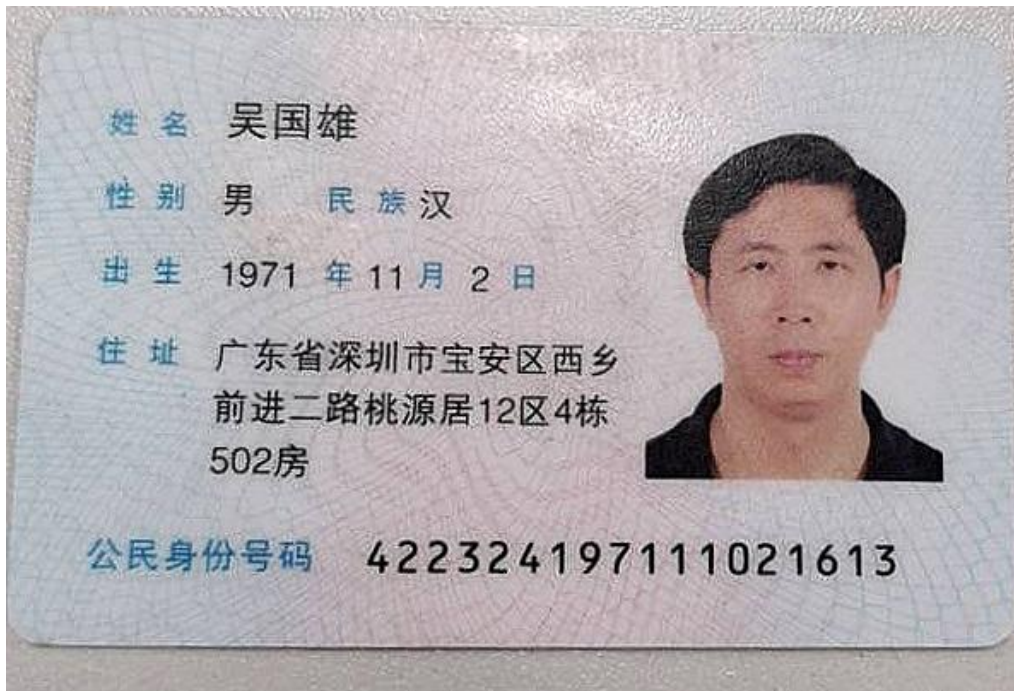 姓名 吴国雄
性别 男 民族 汉
出生 1971 年 11 月 2 日
住址 广东省深圳市宝安区西乡
前进二路桃源居12区4栋
502房
公民身份号码 422324197111021613